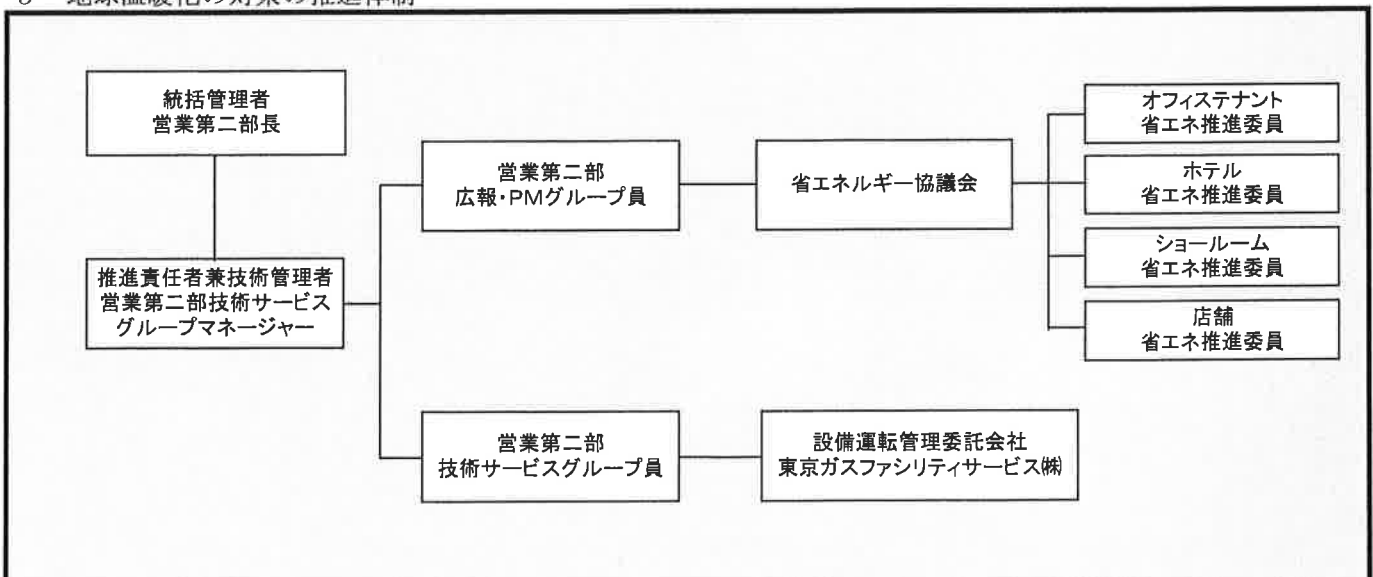 統括管理者
営業第二部長
推進責任者兼技術管理者
営業第二部技術サービス
グループマネージャー
営業第二部
広報・PMグループ員
省エネルギー協議会
オフィステナント
省エネ推進委員
ホテル
省エネ推進委員
ショールーム
省エネ推進委員
店舗
省エネ推進委員
営業第二部
技術サービスグループ員
設備運転管理委託会社
東京ガスファシリティサービス㈱